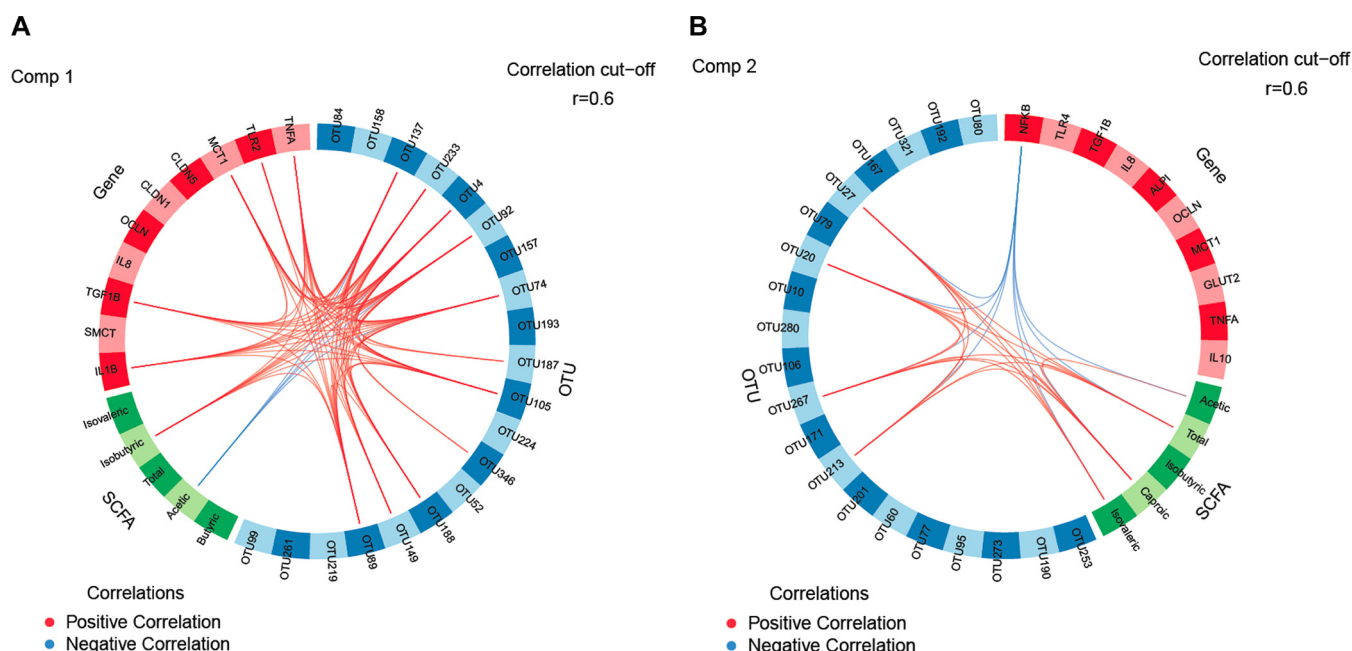 A
Comp 1
Correlation cut-off
r=0.6
TNFA
TLR2
MCT1
CLDN5
CLDN1
OCLN
IL8
TGF1B
SMCT
IL1B
Gene
Isovaleric
Isobutyric
Total
Acetic
Butyric
SCFA
OTU84
OTU158
OTU137
OTU233
OTU4
OTU92
OTU157
OTU74
OTU193
OTU187
OTU105
OTU224
OTU346
OTU52
OTU188
OTU149
OTU89
OTU219
OTU261
OTU99
OTU
Correlations
Positive Correlation
Negative Correlation
B
Comp 2
Correlation cut-off
r=0.6
NFKB
TLR4
TGF1B
IL8
ALPI
OCLN
MCT1
GLUT2
TNFA
IL10
Gene
Acetic
Total
Isobutyric
Caproic
Isovaleric
SCFA
OTU80
OTU192
OTU321
OTU167
OTU27
OTU79
OTU20
OTU10
OTU280
OTU106
OTU267
OTU171
OTU213
OTU201
OTU60
OTU77
OTU95
OTU273
OTU190
OTU253
OTU
Correlations
Positive Correlation
Negative Correlation